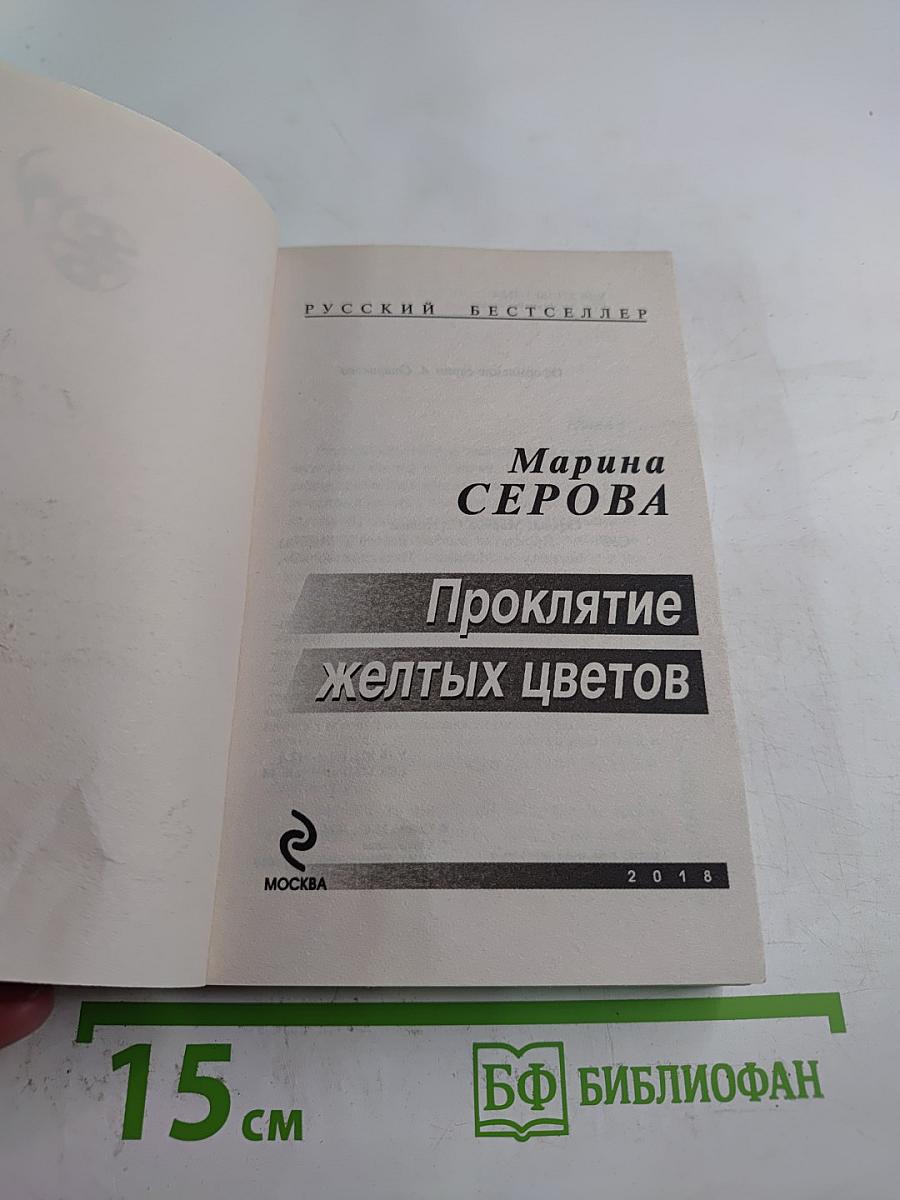 РУССКИЙ БЕСТСЕЛЛЕР
Марина
СЕРОВА
Проклятие
желтых цветов
МОСКВА
2018
15 см
БФ БИБЛИОФАН